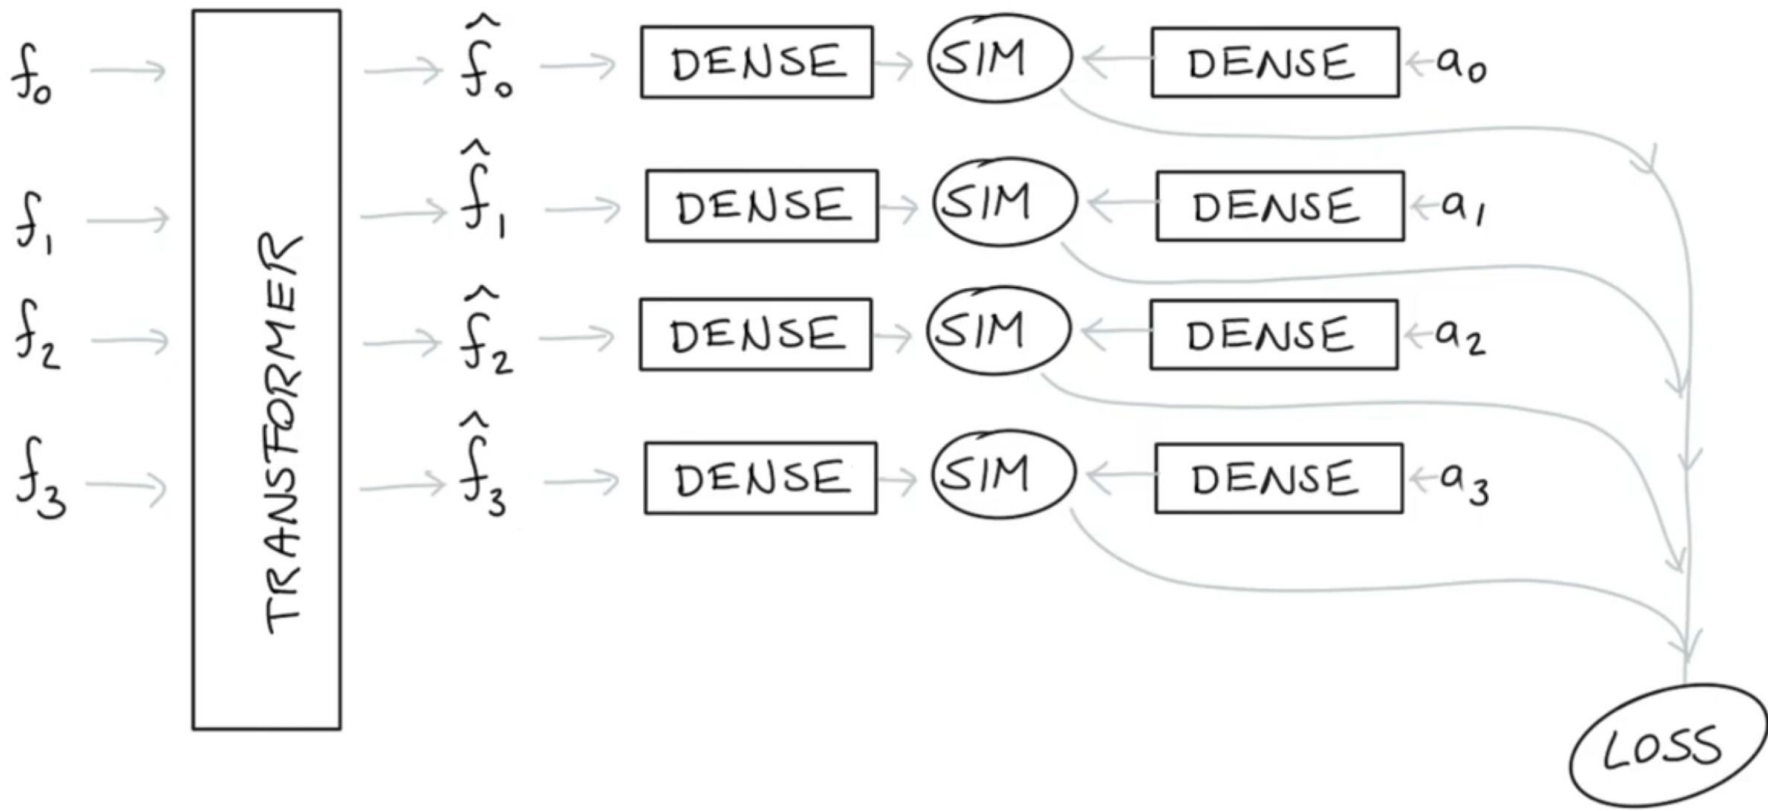 f₀ f̂₀ DENSE SIM DENSE a₀
f₁ f̂₁ DENSE SIM DENSE a₁
f₂ f̂₂ DENSE SIM DENSE a₂
f₃ f̂₃ DENSE SIM DENSE a₃
TRANSFORMER
LOSS